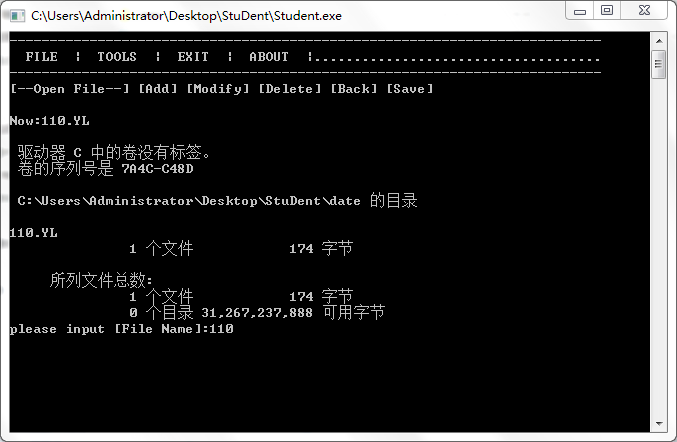 C:\Users\Administrator\Desktop\StuDent\Student.exe
--------------------------------------------------------------------------
FILE ¦ TOOLS ¦ EXIT ¦ ABOUT ¦....................................
--------------------------------------------------------------------------
[--Open File--] [Add] [Modify] [Delete] [Back] [Save]
Now:110.YL
驱动器 C 中的卷没有标签。
卷的序列号是 7A4C-C48D
C:\Users\Administrator\Desktop\StuDent\date 的目录
110.YL
1 个文件 174 字节
所列文件总数:
1 个文件 174 字节
0 个目录 31,267,237,888 可用字节
please input [File Name]:110